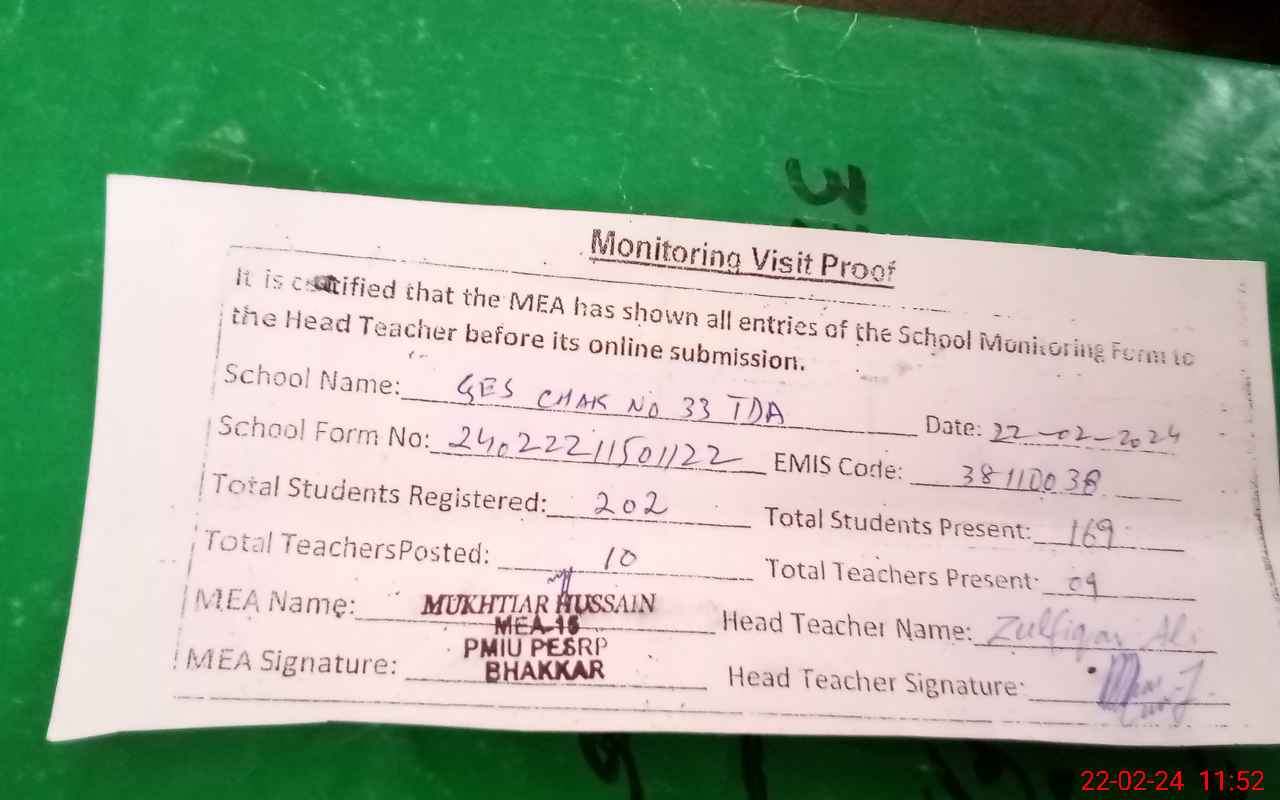 Monitoring Visit Proof
It is certified that the MEA has shown all entries of the School Monitoring Form to
the Head Teacher before its online submission.
School Name: GES CHAK No 33 TDA Date: 22-02-2024
School Form No: 24022211501122 EMIS Code: 38110038
Total Students Registered: 202 Total Students Present: 169
Total TeachersPosted: 10 Total Teachers Present: 09
MEA Name: MUKHTIAR HUSSAIN Head Teacher Name: Zulfiqar Ali
MEA-15
PMIU PESRP
MEA Signature: BHAKKAR Head Teacher Signature:
22-02-24 11:52